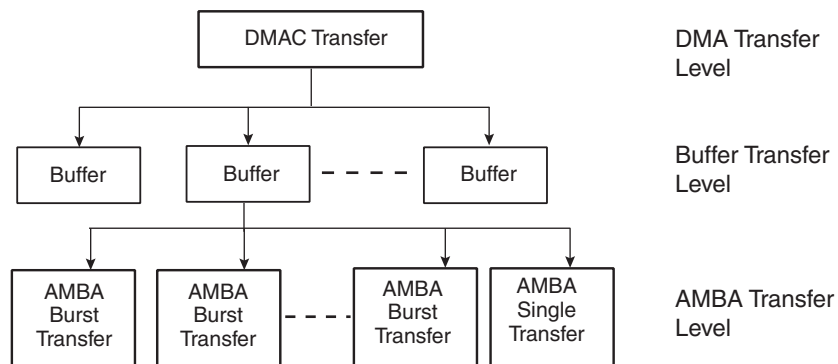 DMAC Transfer
DMA Transfer
Level
Buffer
Buffer
Buffer
Buffer Transfer
Level
AMBA
Burst
Transfer
AMBA
Burst
Transfer
AMBA
Burst
Transfer
AMBA
Single
Transfer
AMBA Transfer
Level